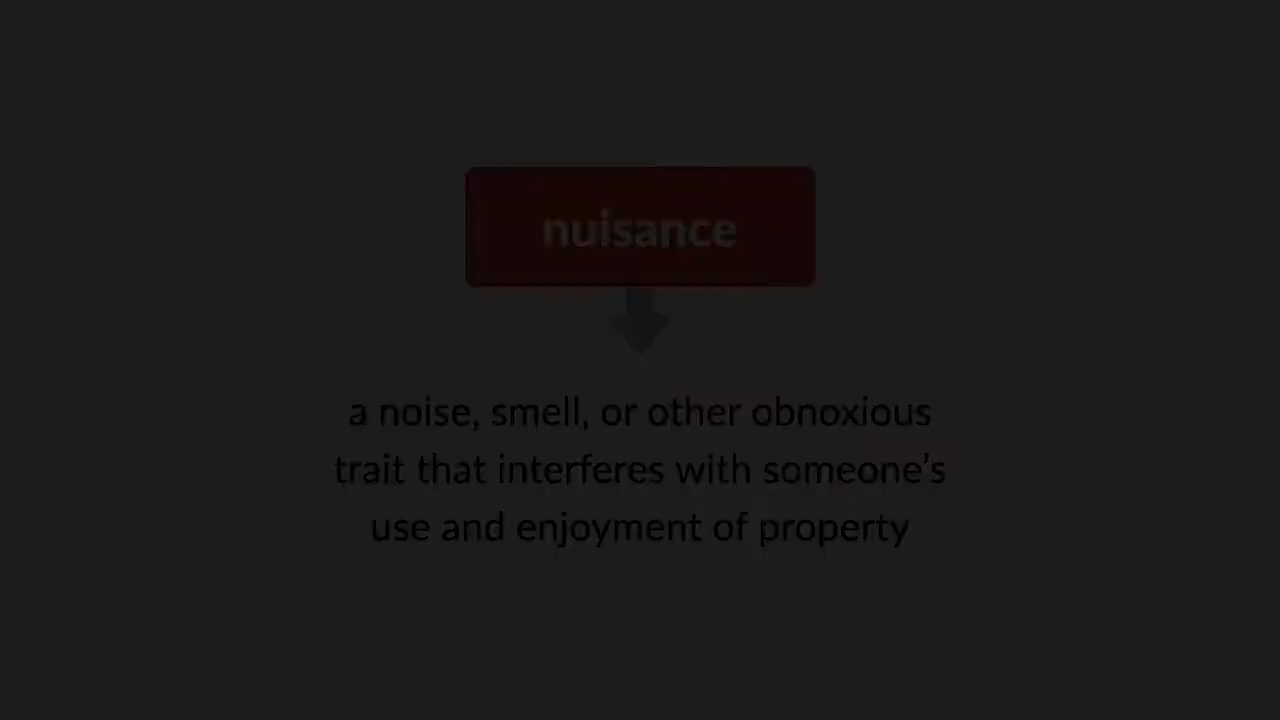 nuisance
a noise, smell, or other obnoxious
trait that interferes with someone's
use and enjoyment of property